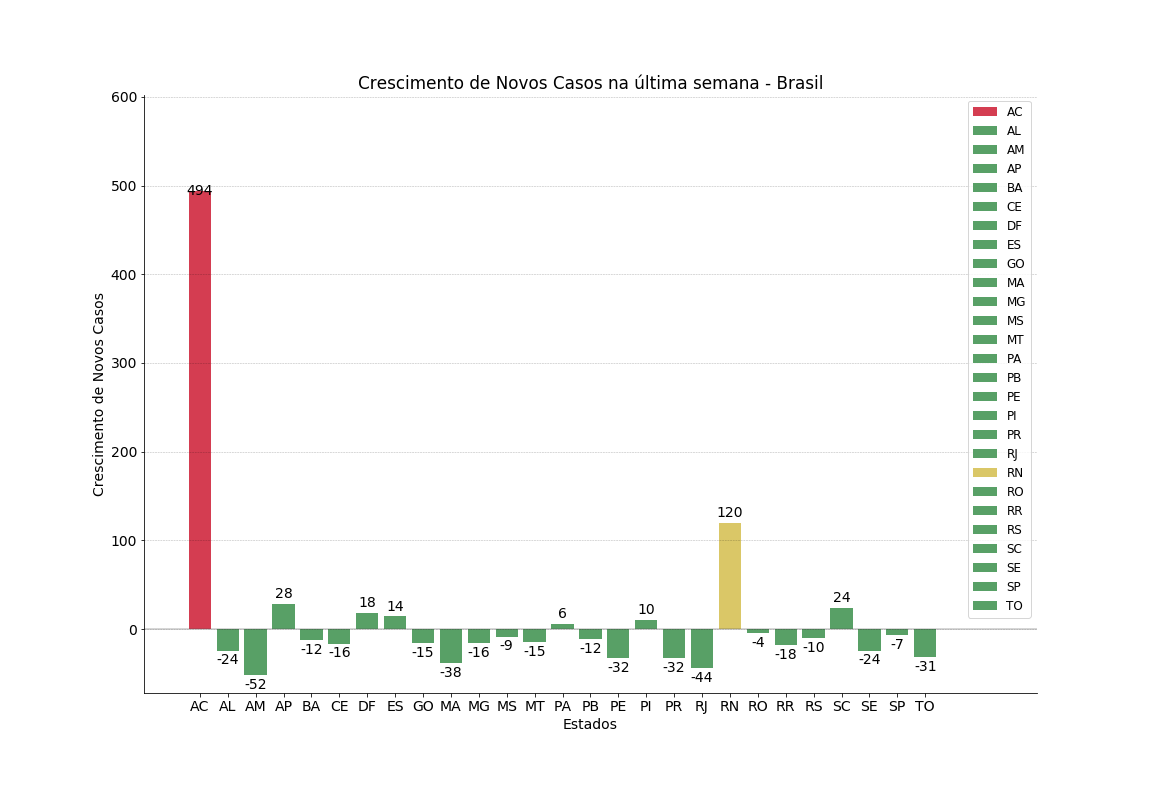 Crescimento de Novos Casos na última semana - Brasil
Crescimento de Novos Casos
600
500
400
300
200
100
0
494
-24
-52
28
-12
-16
18
14
-15
-38
-16
-9
-15
6
-12
-32
10
-32
-44
120
-4
-18
-10
24
-24
-7
-31
AC AL AM AP BA CE DF ES GO MA MG MS MT PA PB PE PI PR RJ RN RO RR RS SC SE SP TO
Estados
AC
AL
AM
AP
BA
CE
DF
ES
GO
MA
MG
MS
MT
PA
PB
PE
PI
PR
RJ
RN
RO
RR
RS
SC
SE
SP
TO